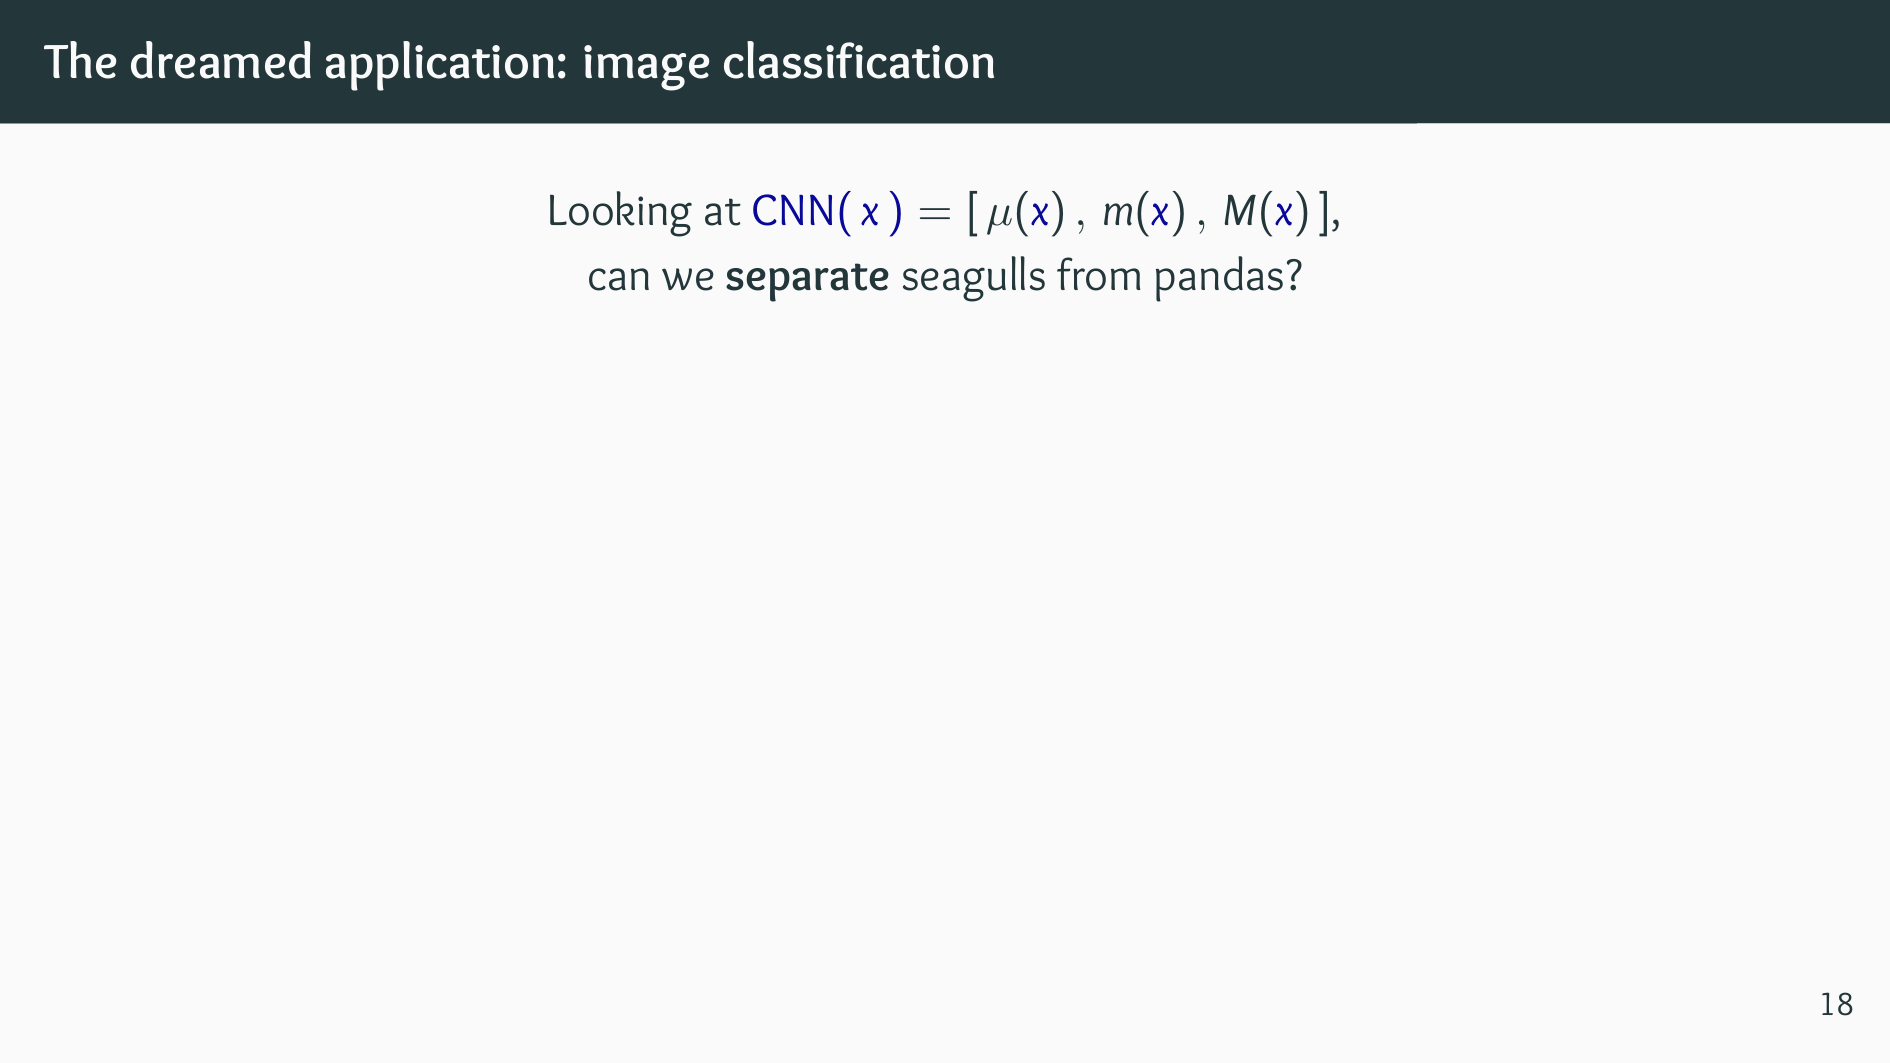 The dreamed application: image classification
Looking at CNN( x ) = [ μ(x) , m(x) , M(x) ],
can we separate seagulls from pandas?
18